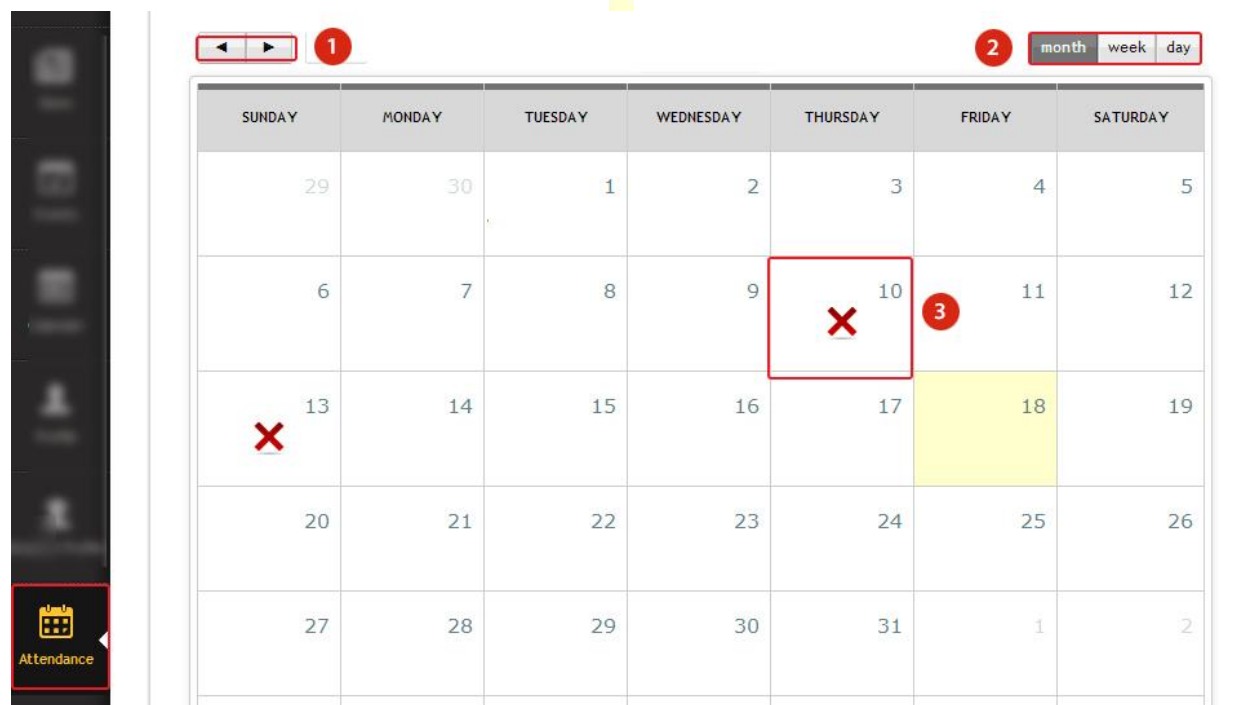 1 2 month week day
SUNDAY MONDAY TUESDAY WEDNESDAY THURSDAY FRIDAY SATURDAY
29 30 1 2 3 4 5
6 7 8 9 10 3 11 12
13 14 15 16 17 18 19
20 21 22 23 24 25 26
27 28 29 30 31 1 2
Attendance